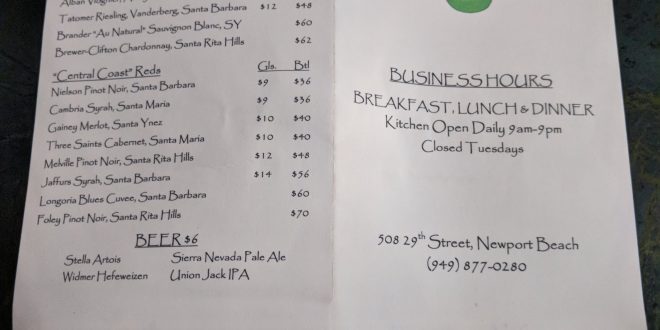 Alban Viognier,
Tatomer Riesling, Vanderberg, Santa Barbara $12 $48
Brander "Au Natural" Sauvignon Blanc, SY $60
Brewer-Clifton Chardonnay, Santa Rita Hills $62
"Central Coast" Reds Gls. Btl
Nielson Pinot Noir, Santa Barbara $9 $36
Cambria Syrah, Santa Maria $9 $36
Gainey Merlot, Santa Ynez $10 $40
Three Saints Cabernet, Santa Maria $10 $40
Melville Pinot Noir, Santa Rita Hills $12 $48
Jaffurs Syrah, Santa Barbara $14 $56
Longoria Blues Cuvee, Santa Barbara $60
Foley Pinot Noir, Santa Rita Hills $70
BEER $6
Stella Artois Sierra Nevada Pale Ale
Widmer Hefeweizen Union Jack IPA
BUSINESS HOURS
BREAKFAST, LUNCH & DINNER
Kitchen Open Daily 9am-9pm
Closed Tuesdays
508 29th Street, Newport Beach
(949) 877-0280